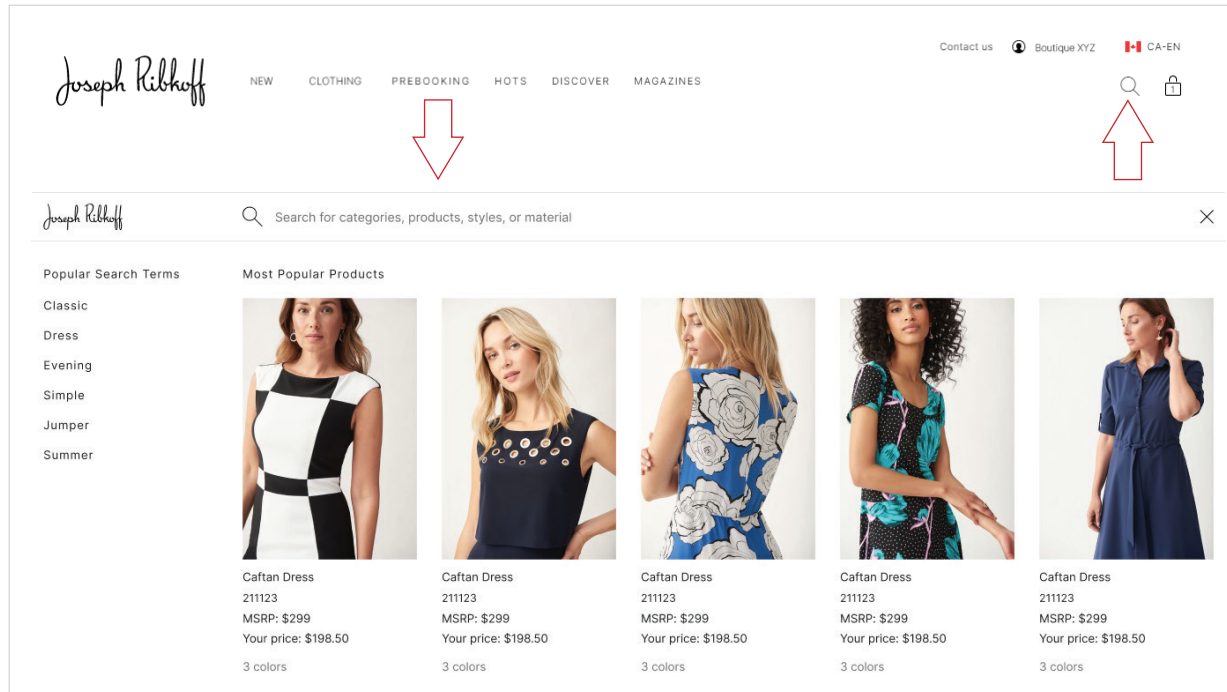 Contact us Boutique XYZ CA-EN
Joseph Ribkoff NEW CLOTHING PREBOOKING HOTS DISCOVER MAGAZINES 1
Joseph Ribkoff Search for categories, products, styles, or material
Popular Search Terms
Classic
Dress
Evening
Simple
Jumper
Summer
Most Popular Products
Caftan Dress
211123
MSRP: $299
Your price: $198.50
3 colors
Caftan Dress
211123
MSRP: $299
Your price: $198.50
3 colors
Caftan Dress
211123
MSRP: $299
Your price: $198.50
3 colors
Caftan Dress
211123
MSRP: $299
Your price: $198.50
3 colors
Caftan Dress
211123
MSRP: $299
Your price: $198.50
3 colors